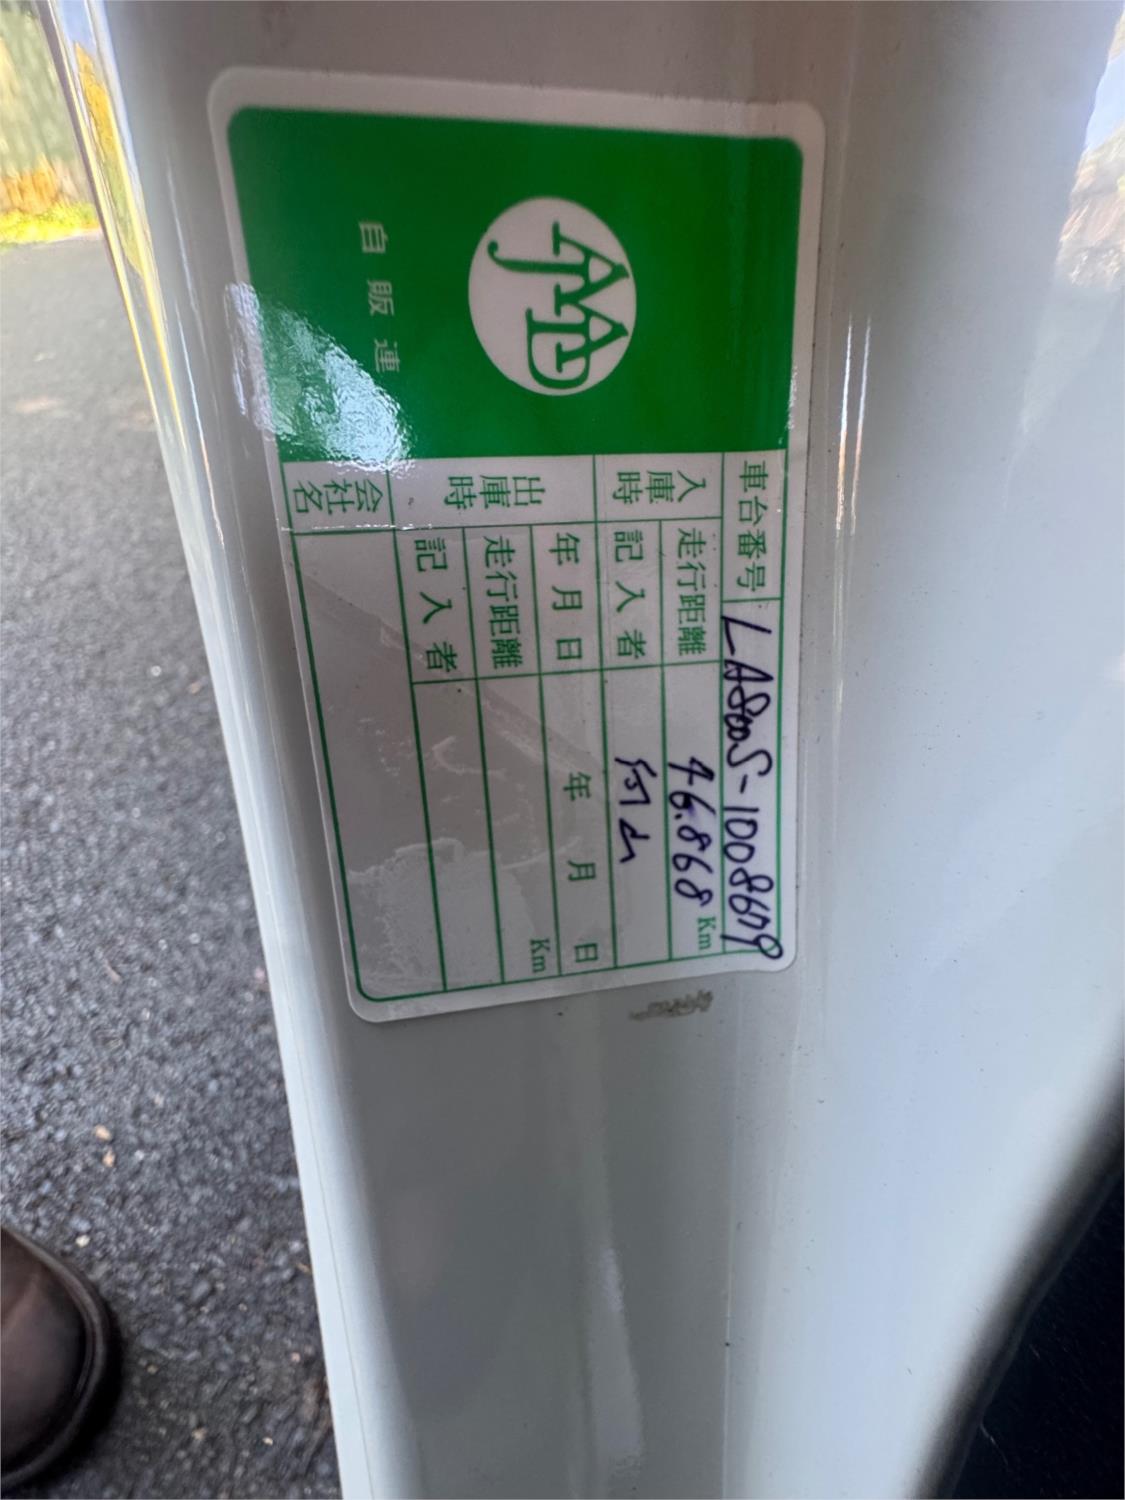 JAADA
自販連
車台番号 LA800S-1008679
入庫時 走行距離 46.868 Km
記入者
出庫時 年月日 年 月 日
走行距離 Km
記入者
会社名